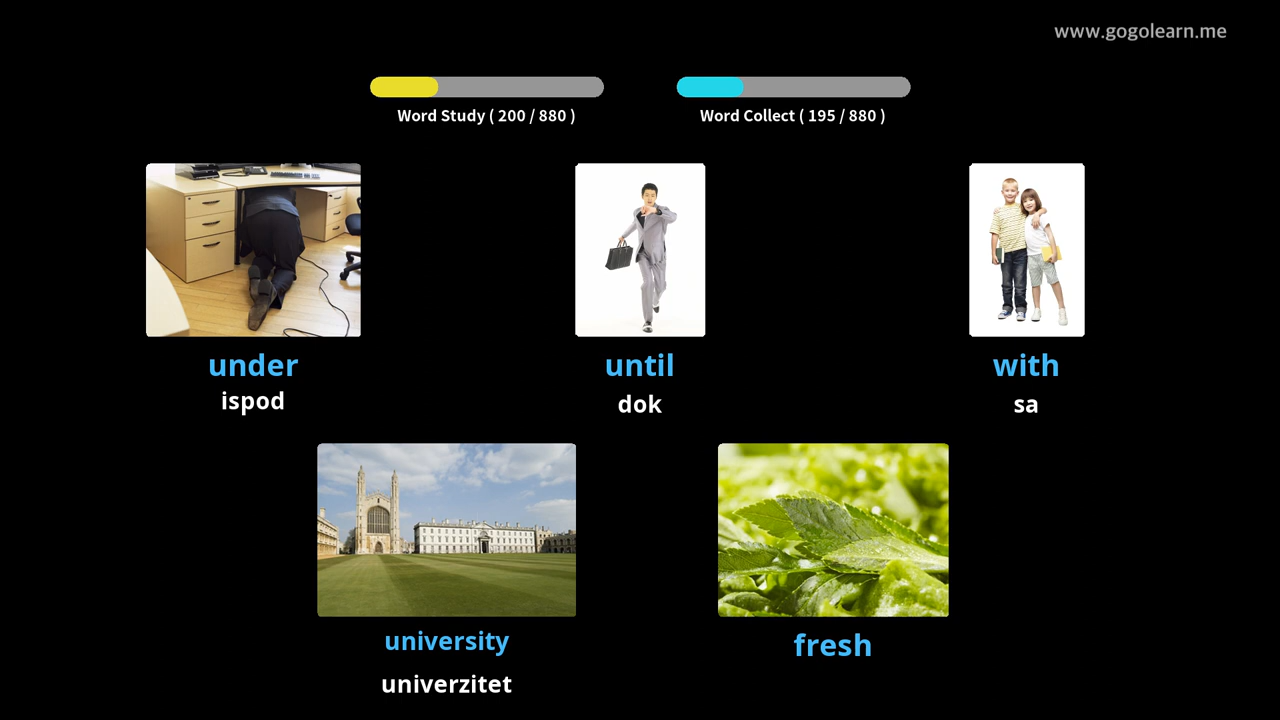 www.gogolearn.me
Word Study ( 200 / 880 )
Word Collect ( 195 / 880 )
under
ispod
until
dok
with
sa
university
univerzitet
fresh